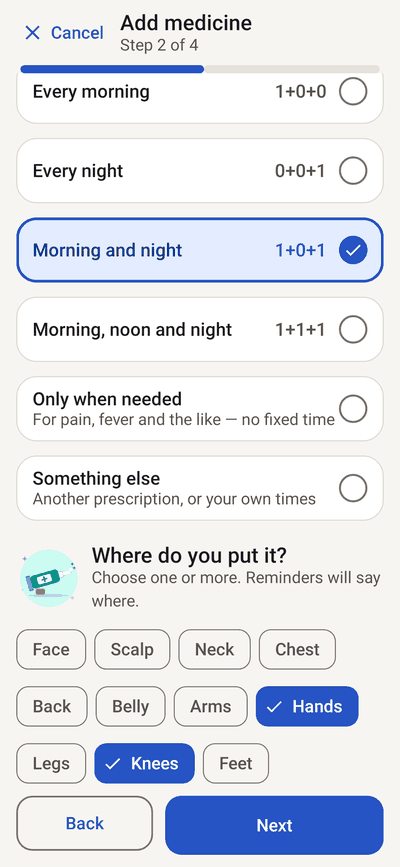 Cancel
Add medicine
Step 2 of 4
Every morning 1+0+0
Every night 0+0+1
Morning and night 1+0+1
Morning, noon and night 1+1+1
Only when needed
For pain, fever and the like — no fixed time
Something else
Another prescription, or your own times
Where do you put it?
Choose one or more. Reminders will say
where.
Face Scalp Neck Chest
Back Belly Arms Hands
Legs Knees Feet
Back Next